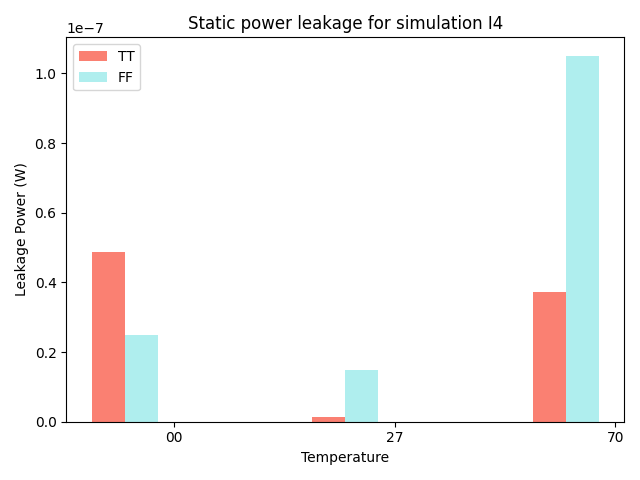 Static power leakage for simulation I4
1e−7
TT
FF
1.0
0.8
0.6
0.4
0.2
0.0
Leakage Power (W)
00
27
70
Temperature